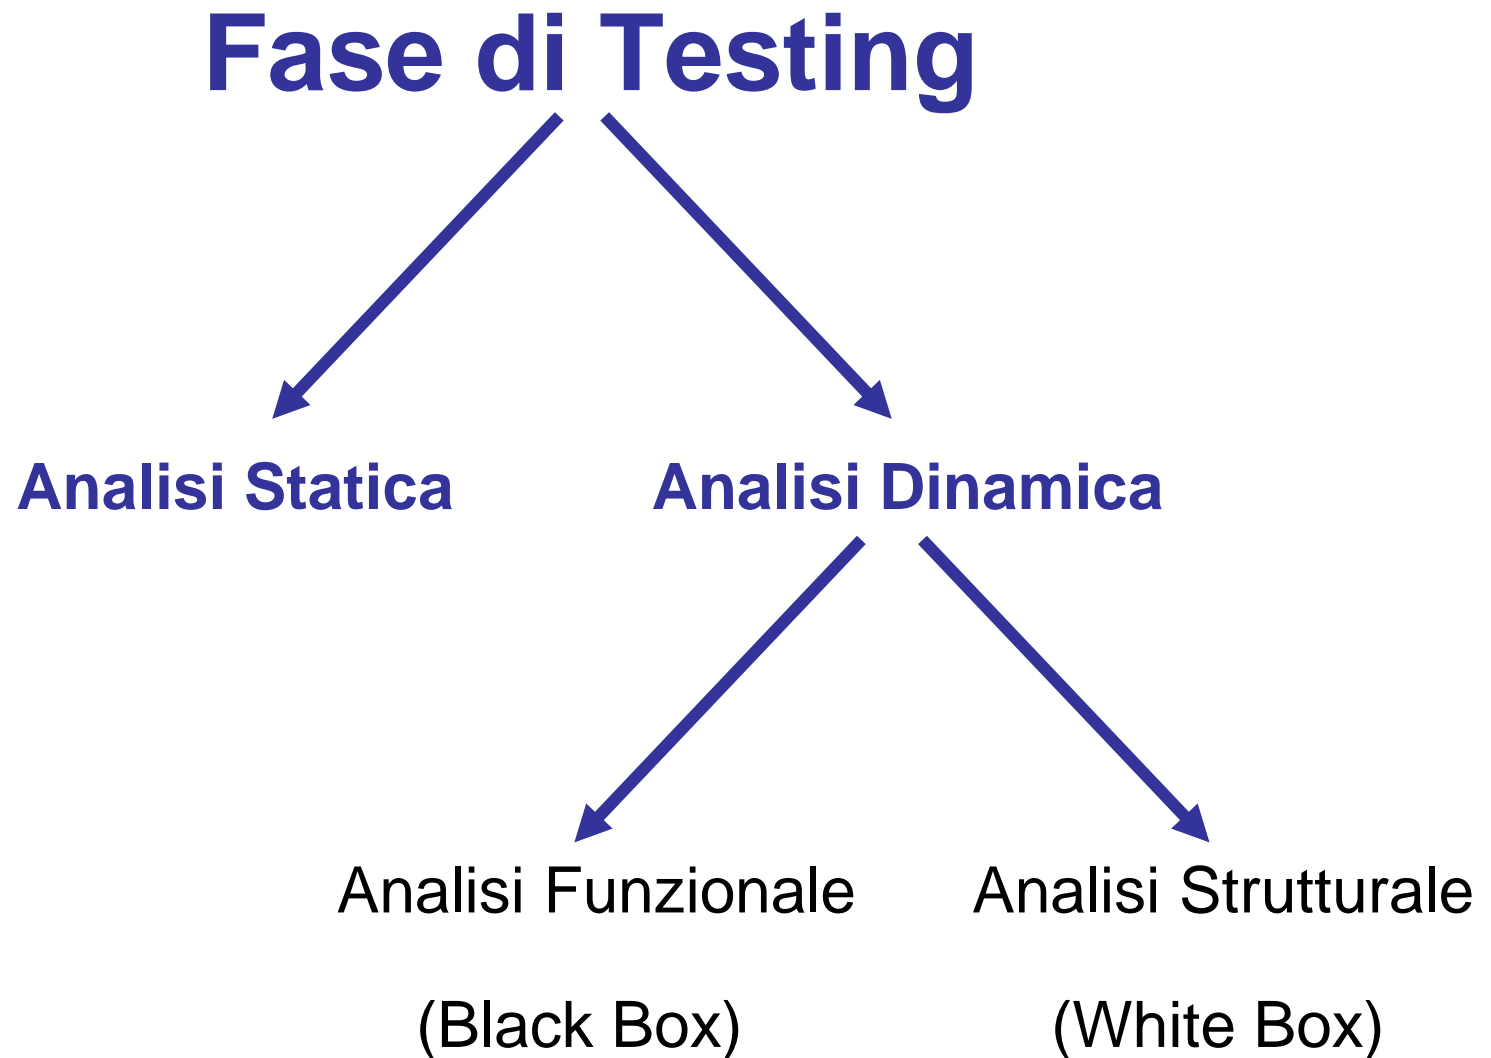 Fase di Testing
Analisi Statica
Analisi Dinamica
Analisi Funzionale
(Black Box)
Analisi Strutturale
(White Box)